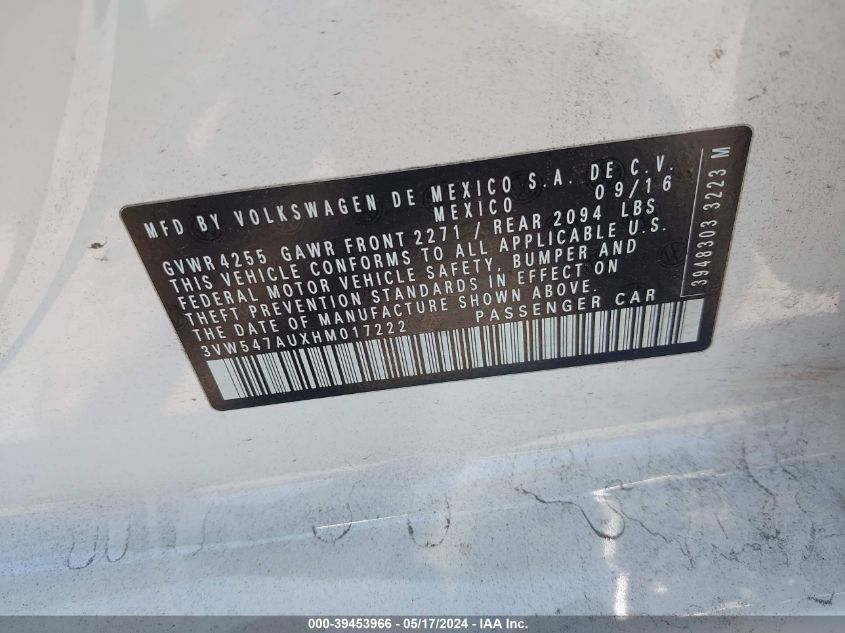 MFD BY VOLKSWAGEN DE MEXICO S.A. DE C.V.
MEXICO 09/16
GVWR 4255 GAWR FRONT 2271 / REAR 2094 LBS
THIS VEHICLE CONFORMS TO ALL APPLICABLE U.S.
FEDERAL MOTOR VEHICLE SAFETY, BUMPER AND
THEFT PREVENTION STANDARDS IN EFFECT ON
THE DATE OF MANUFACTURE SHOWN ABOVE.
3VW547AUXHM017222 PASSENGER CAR
3948303 3223 M
000-39453966 - 05/17/2024 - IAA Inc.